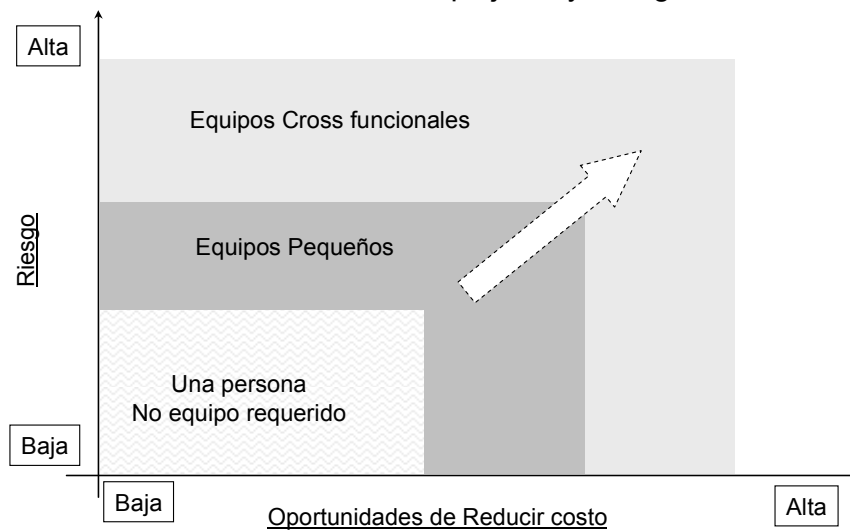 Alta
Equipos Cross funcionales
Riesgo
Equipos Pequeños
Una persona
No equipo requerido
Baja
Baja
Oportunidades de Reducir costo
Alta